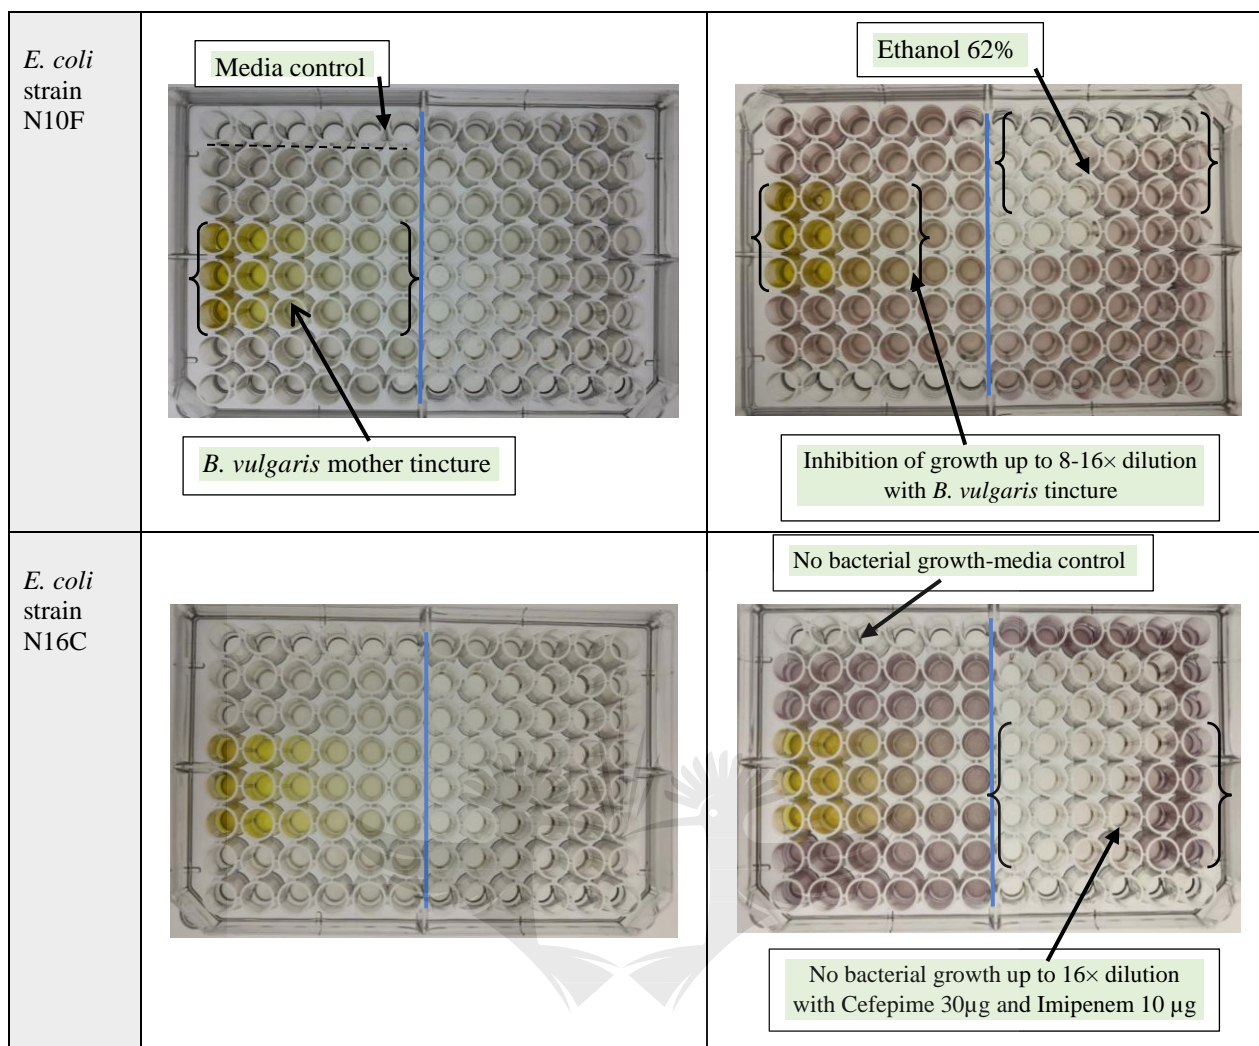 E. coli
strain
N10F
Media control
Ethanol 62%
B. vulgaris mother tincture
Inhibition of growth up to 8-16× dilution
with B. vulgaris tincture
E. coli
strain
N16C
No bacterial growth-media control
No bacterial growth up to 16× dilution
with Cefepime 30µg and Imipenem 10 µg